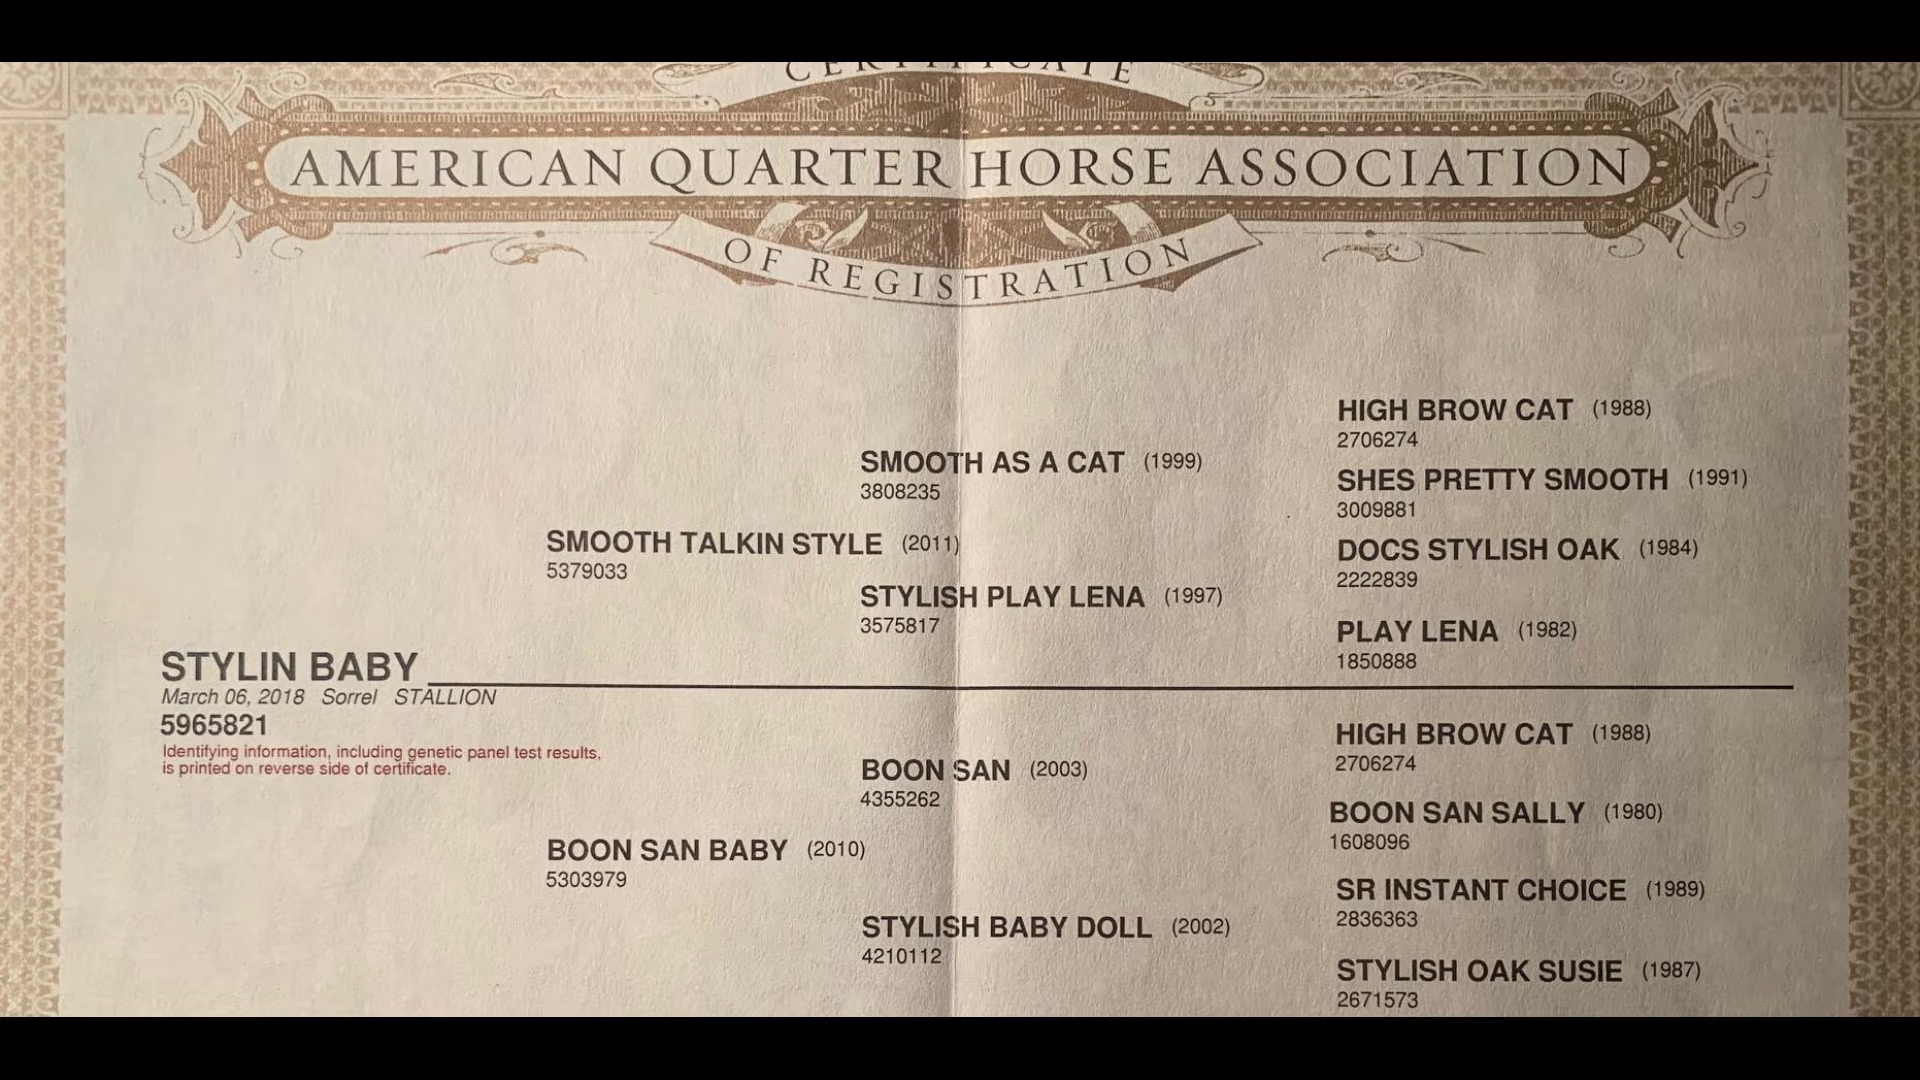 CERTIFICATE
AMERICAN QUARTER HORSE ASSOCIATION
OF REGISTRATION
HIGH BROW CAT (1988)
2706274
SMOOTH AS A CAT (1999)
3808235
SHES PRETTY SMOOTH (1991)
3009881
SMOOTH TALKIN STYLE (2011)
5379033
DOCS STYLISH OAK (1984)
2222839
STYLISH PLAY LENA (1997)
3575817
PLAY LENA (1982)
1850888
STYLIN BABY
March 06, 2018 Sorrel STALLION
5965821
Identifying information, including genetic panel test results,
is printed on reverse side of certificate.
HIGH BROW CAT (1988)
2706274
BOON SAN (2003)
4355262
BOON SAN SALLY (1980)
1608096
BOON SAN BABY (2010)
5303979
SR INSTANT CHOICE (1989)
2836363
STYLISH BABY DOLL (2002)
4210112
STYLISH OAK SUSIE (1987)
2671573